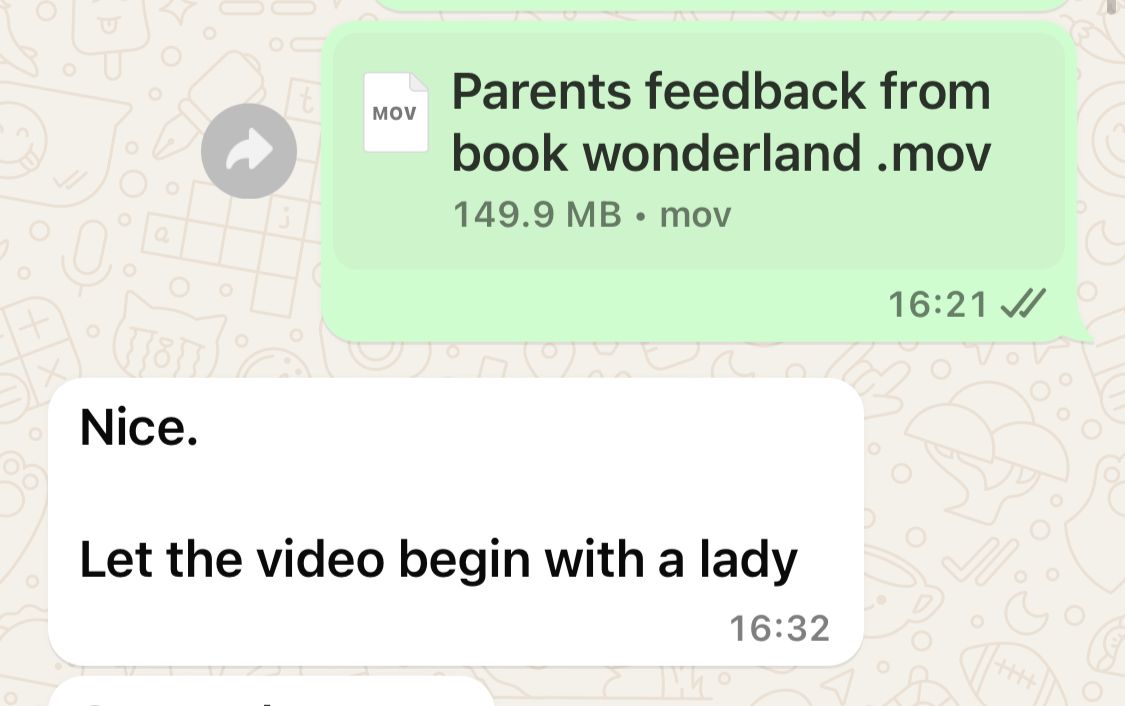 MOV
Parents feedback from
book wonderland .mov
149.9 MB • mov
16:21
Nice.
Let the video begin with a lady
16:32